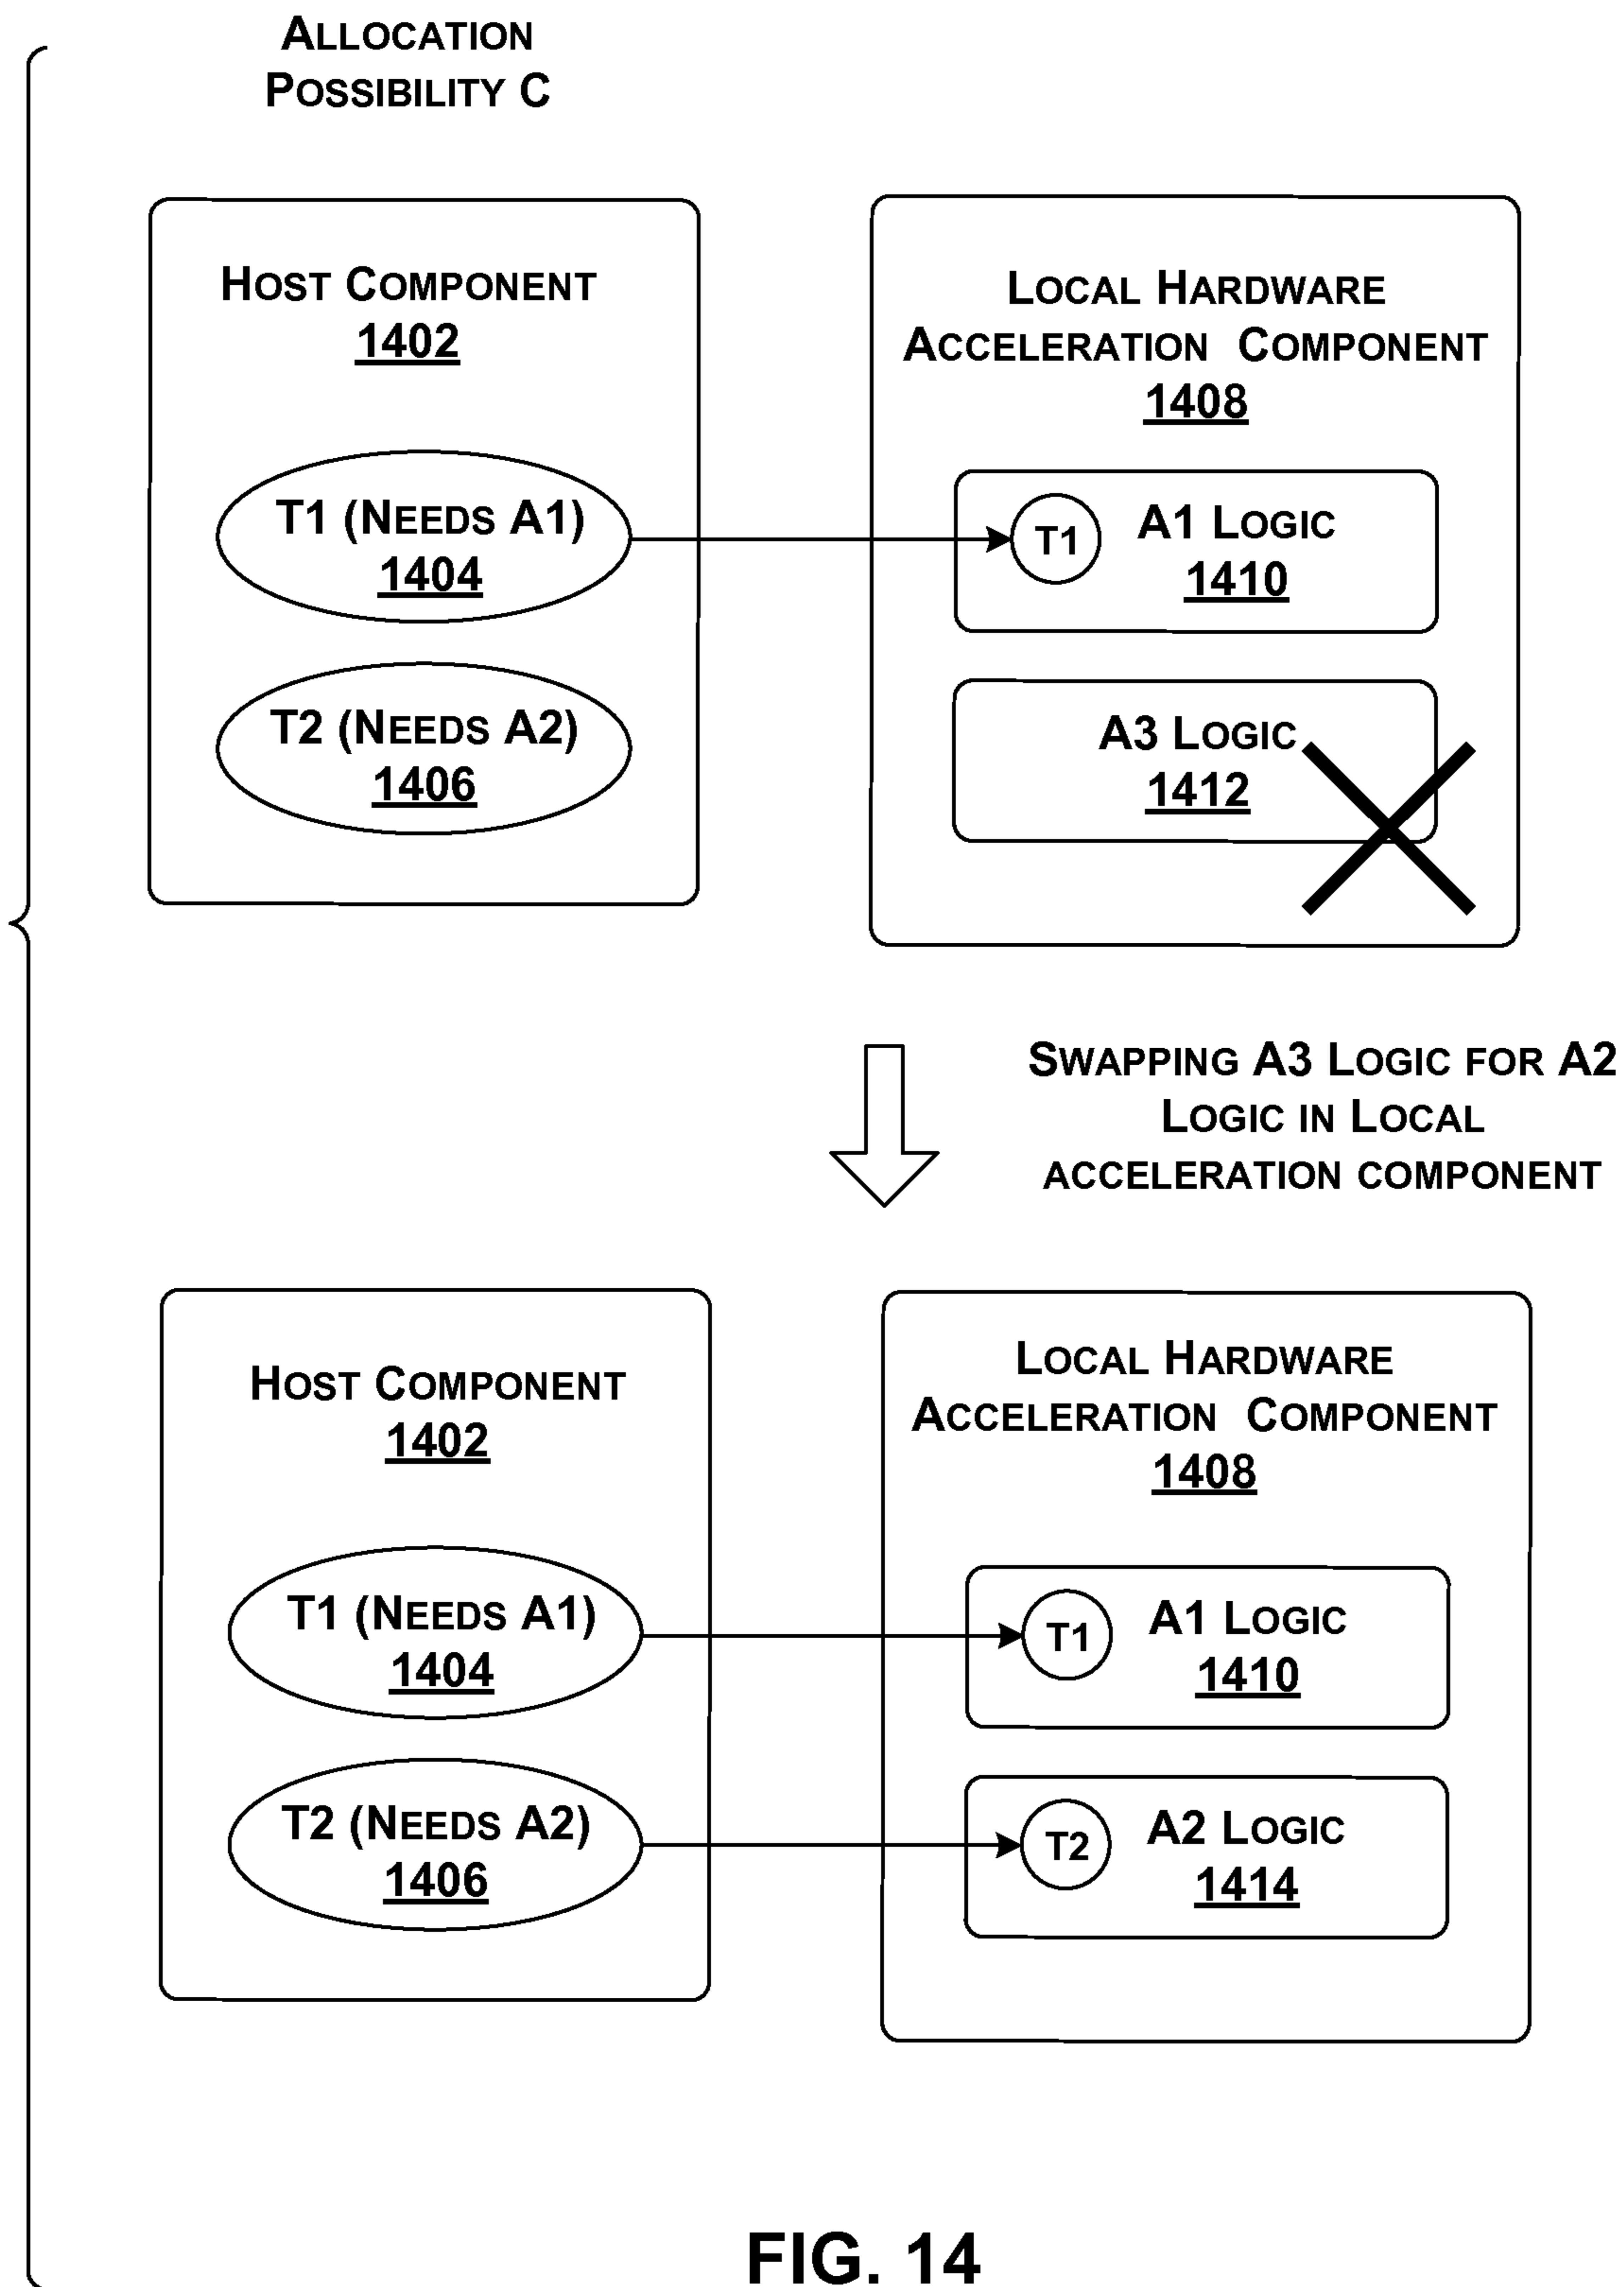 ALLOCATION
POSSIBILITY C
HOST COMPONENT
1402
T1 (NEEDS A1)
1404
T2 (NEEDS A2)
1406
LOCAL HARDWARE
ACCELERATION COMPONENT
1408
T1
A1 LOGIC
1410
A3 LOGIC
1412
SWAPPING A3 LOGIC FOR A2
LOGIC IN LOCAL
ACCELERATION COMPONENT
HOST COMPONENT
1402
T1 (NEEDS A1)
1404
T2 (NEEDS A2)
1406
LOCAL HARDWARE
ACCELERATION COMPONENT
1408
T1
A1 LOGIC
1410
T2
A2 LOGIC
1414
FIG. 14